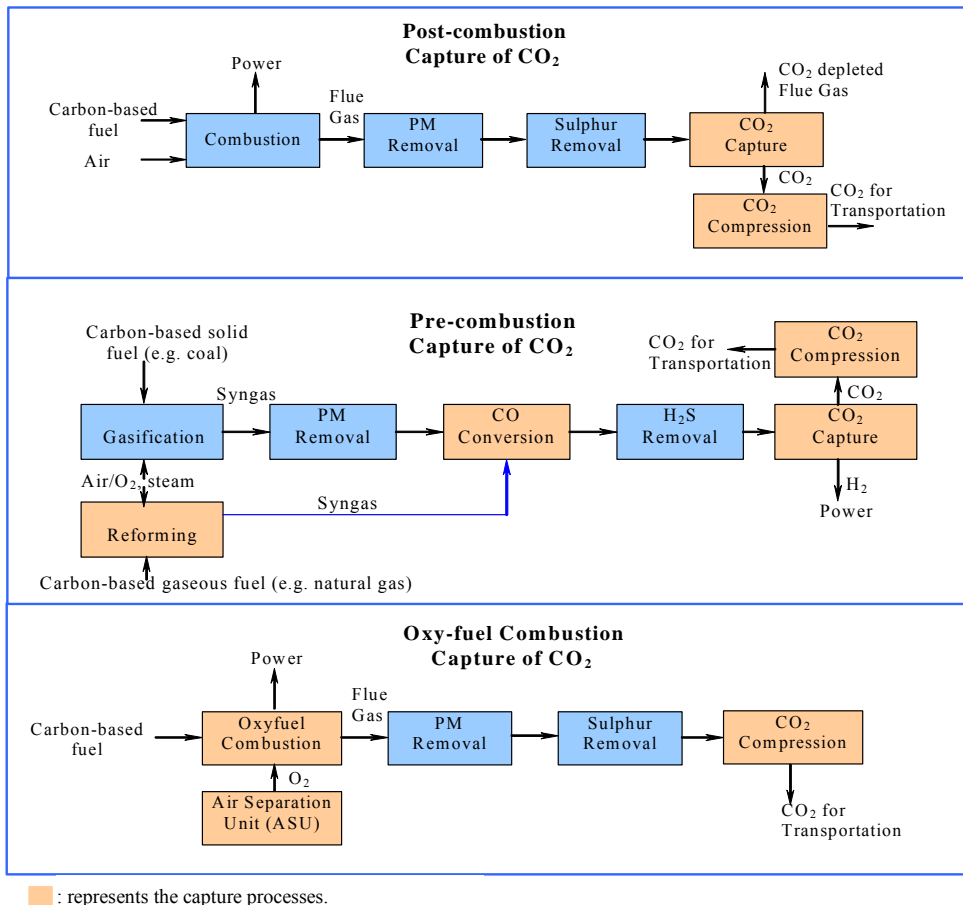 Post-combustion
Capture of CO₂
Power
CO₂ depleted
Flue Gas
Carbon-based
fuel
Air
Combustion
Flue
Gas
PM
Removal
Sulphur
Removal
CO₂
Capture
CO₂
CO₂
Compression
CO₂ for
Transportation
Pre-combustion
Capture of CO₂
Carbon-based solid
fuel (e.g. coal)
CO₂ for
Transportation
CO₂
Compression
CO₂
Syngas
Gasification
PM
Removal
CO
Conversion
H₂S
Removal
CO₂
Capture
Air/O₂, steam
H₂
Power
Syngas
Reforming
Carbon-based gaseous fuel (e.g. natural gas)
Oxy-fuel Combustion
Capture of CO₂
Power
Flue
Gas
Carbon-based
fuel
Oxyfuel
Combustion
PM
Removal
Sulphur
Removal
CO₂
Compression
O₂
Air Separation
Unit (ASU)
CO₂ for
Transportation
: represents the capture processes.